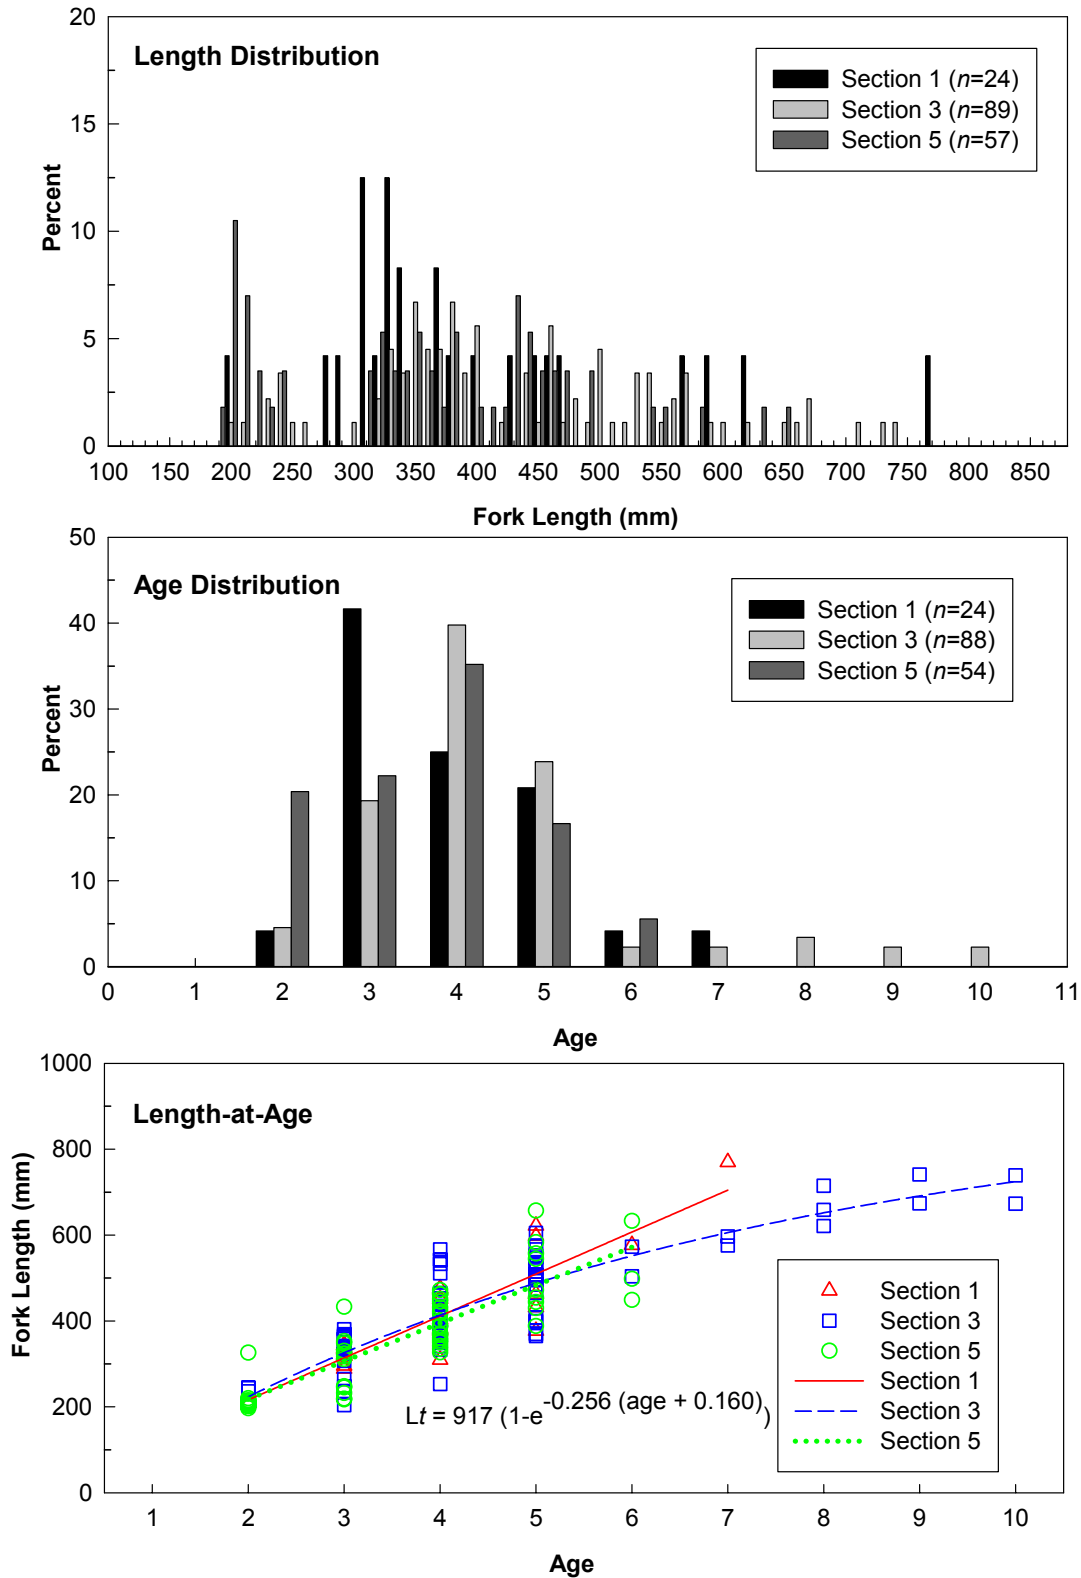 20
15
10
5
0
Percent
Length Distribution
Section 1 (n=24)
Section 3 (n=89)
Section 5 (n=57)
100 150 200 250 300 350 400 450 500 550 600 650 700 750 800 850
Fork Length (mm)
50
40
30
20
10
0
Percent
Age Distribution
Section 1 (n=24)
Section 3 (n=88)
Section 5 (n=54)
0 1 2 3 4 5 6 7 8 9 10 11
Age
1000
800
600
400
200
0
Fork Length (mm)
Length-at-Age
Lt = 917 (1-e-0.256 (age + 0.160))
Section 1
Section 3
Section 5
Section 1
Section 3
Section 5
1 2 3 4 5 6 7 8 9 10
Age